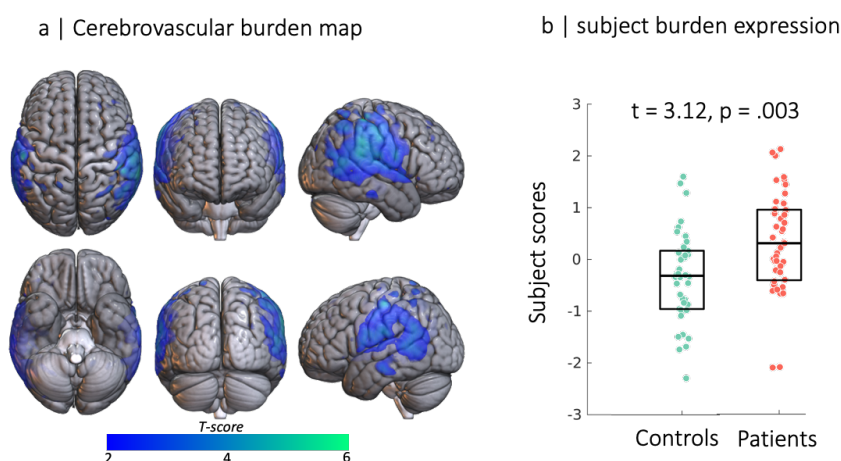 a | Cerebrovascular burden map
T-score
2 4 6
b | subject burden expression
t = 3.12, p = .003
Subject scores
3
2
1
0
-1
-2
-3
Controls Patients